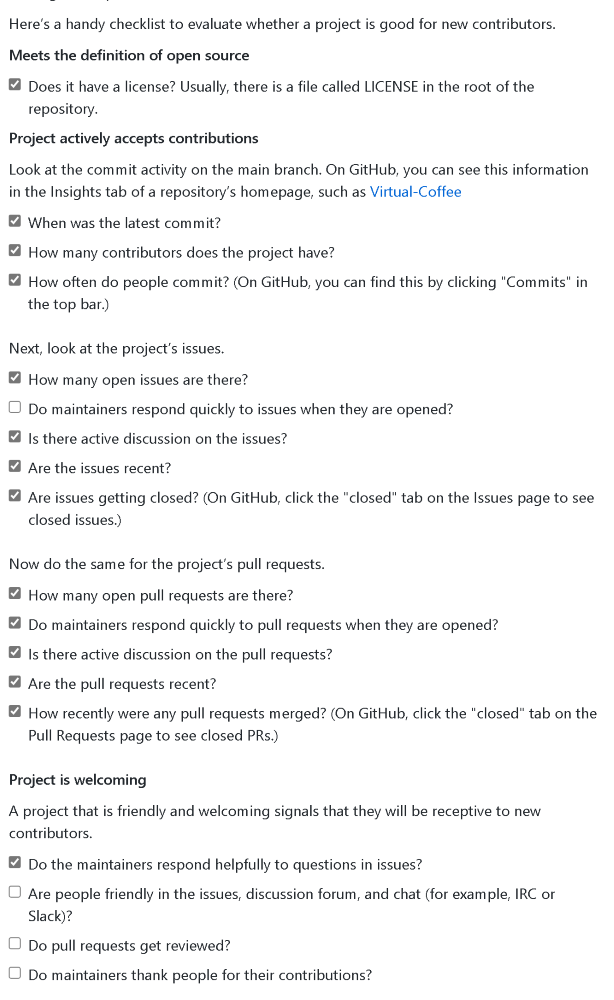 Here's a handy checklist to evaluate whether a project is good for new contributors.
Meets the definition of open source
Does it have a license? Usually, there is a file called LICENSE in the root of the
repository.
Project actively accepts contributions
Look at the commit activity on the main branch. On GitHub, you can see this information
in the Insights tab of a repository's homepage, such as Virtual-Coffee
When was the latest commit?
How many contributors does the project have?
How often do people commit? (On GitHub, you can find this by clicking "Commits" in
the top bar.)
Next, look at the project's issues.
How many open issues are there?
Do maintainers respond quickly to issues when they are opened?
Is there active discussion on the issues?
Are the issues recent?
Are issues getting closed? (On GitHub, click the "closed" tab on the Issues page to see
closed issues.)
Now do the same for the project's pull requests.
How many open pull requests are there?
Do maintainers respond quickly to pull requests when they are opened?
Is there active discussion on the pull requests?
Are the pull requests recent?
How recently were any pull requests merged? (On GitHub, click the "closed" tab on the
Pull Requests page to see closed PRs.)
Project is welcoming
A project that is friendly and welcoming signals that they will be receptive to new
contributors.
Do the maintainers respond helpfully to questions in issues?
Are people friendly in the issues, discussion forum, and chat (for example, IRC or
Slack)?
Do pull requests get reviewed?
Do maintainers thank people for their contributions?